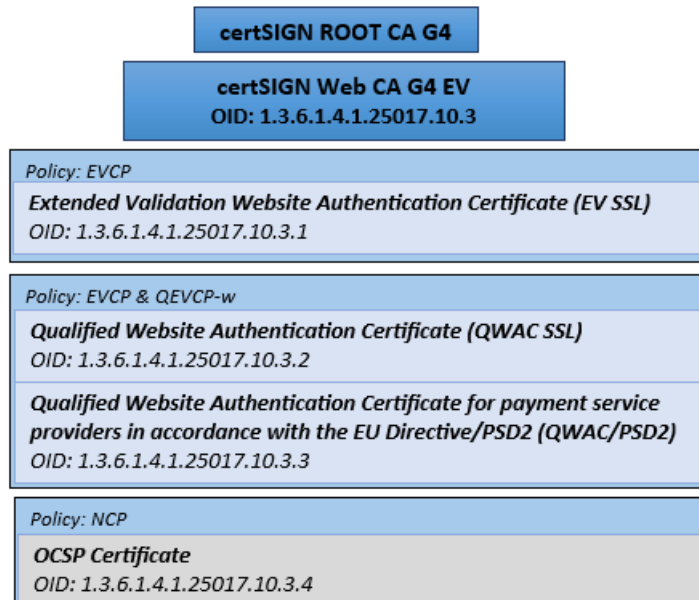 certSIGN ROOT CA G4
certSIGN Web CA G4 EV
OID: 1.3.6.1.4.1.25017.10.3
Policy: EVCP
Extended Validation Website Authentication Certificate (EV SSL)
OID: 1.3.6.1.4.1.25017.10.3.1
Policy: EVCP & QEVCP-w
Qualified Website Authentication Certificate (QWAC SSL)
OID: 1.3.6.1.4.1.25017.10.3.2
Qualified Website Authentication Certificate for payment service
providers in accordance with the EU Directive/PSD2 (QWAC/PSD2)
OID: 1.3.6.1.4.1.25017.10.3.3
Policy: NCP
OCSP Certificate
OID: 1.3.6.1.4.1.25017.10.3.4